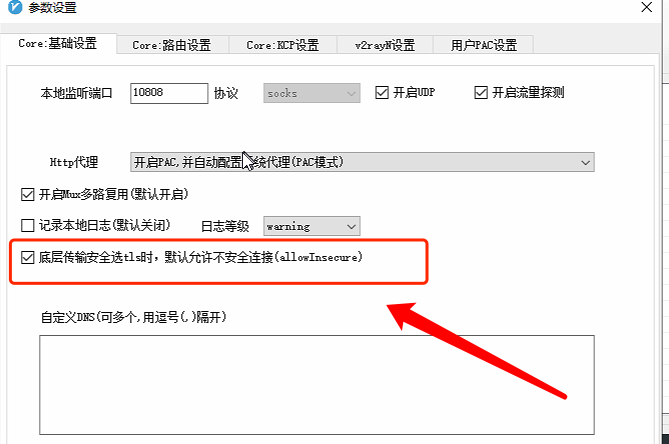 参数设置
Core:基础设置 Core:路由设置 Core:KCP设置 v2rayN设置 用户PAC设置
本地监听端口 10808 协议 socks 开启UDP 开启流量探测
Http代理 开启PAC,并自动配置系统代理(PAC模式)
开启Mux多路复用(默认开启)
记录本地日志(默认关闭) 日志等级 warning
底层传输安全选tls时，默认允许不安全连接(allowInsecure)
自定义DNS(可多个,用逗号(,)隔开)